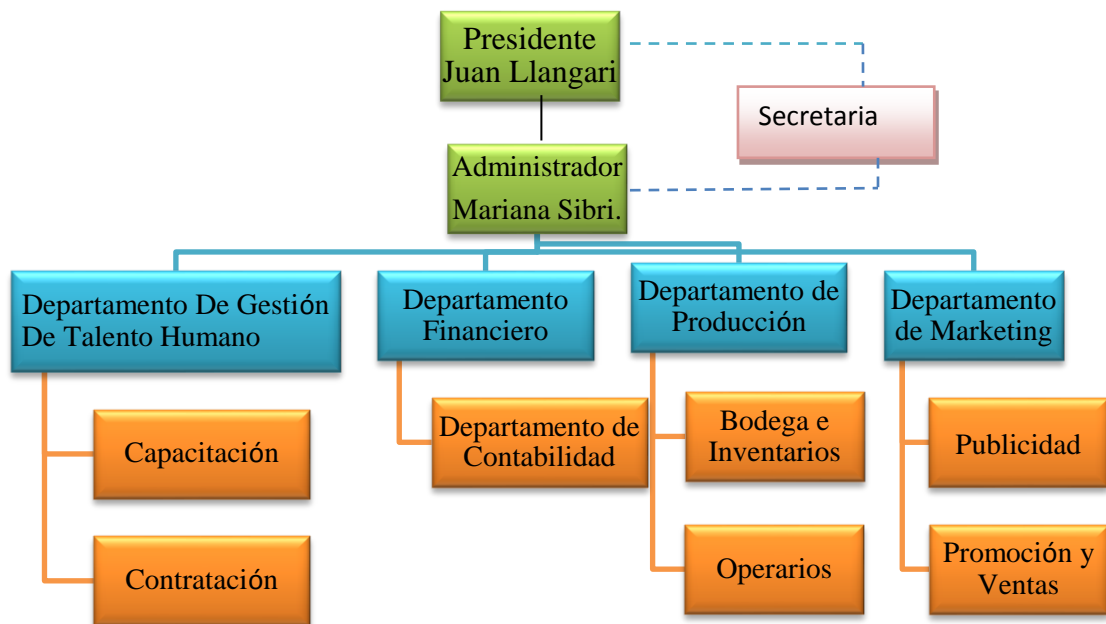 Presidente
Juan Llangari
Secretaria
Administrador
Mariana Sibri.
Departamento De Gestión
De Talento Humano
Departamento
Financiero
Departamento de
Producción
Departamento
de Marketing
Capacitación
Departamento de
Contabilidad
Bodega e
Inventarios
Publicidad
Contratación
Operarios
Promoción y
Ventas